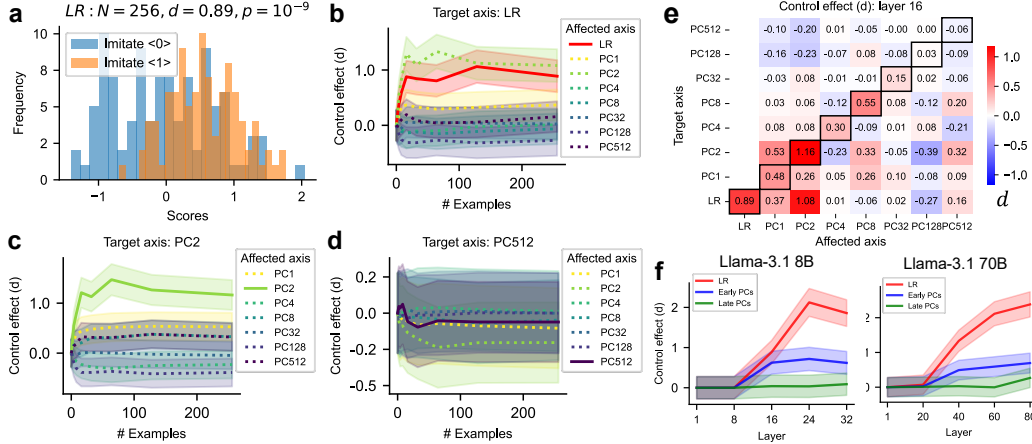 a
LR : N = 256, d = 0.89, p = 10⁻⁹
Imitate <0>
Imitate <1>
Frequency
10
5
0
−1
0
1
2
Scores
b
Target axis: LR
Control effect (d)
1.0
0.0
0
100
200
# Examples
Affected axis
LR
PC1
PC2
PC4
PC8
PC32
PC128
PC512
c
Target axis: PC2
Control effect (d)
1.0
0.0
0
100
200
# Examples
Affected axis
PC1
PC2
PC4
PC8
PC32
PC128
PC512
d
Target axis: PC512
Control effect (d)
0.5
0.0
−0.5
0
100
200
# Examples
Affected axis
PC1
PC2
PC4
PC8
PC32
PC128
PC512
e
Control effect (d): layer 16
Target axis
PC512 -0.10 -0.20 0.01 -0.05 -0.00 0.00 -0.06
PC128 -0.16 -0.23 -0.07 0.08 0.08 0.03 -0.09
PC32 -0.03 0.08 -0.01 -0.01 0.15 0.02 -0.06
PC8 0.03 0.06 -0.12 0.55 0.08 -0.12 0.20
PC4 0.08 0.08 0.30 -0.09 0.01 0.08 -0.21
PC2 0.53 1.16 -0.23 0.33 -0.05 -0.39 0.32
PC1 0.48 0.26 0.05 0.26 0.10 -0.08 0.09
LR 0.89 0.37 1.08 0.01 -0.06 0.02 -0.27 0.16
LR PC1 PC2 PC4 PC8 PC32 PC128 PC512
Affected axis
1.0
0.5
0.0
−0.5
−1.0
d
f
Llama-3.1 8B
LR
Early PCs
Late PCs
Control effect (d)
2
1
0
1 8 16 24 32
Layer
Llama-3.1 70B
LR
Early PCs
Late PCs
2
1
0
1 20 40 60 80
Layer